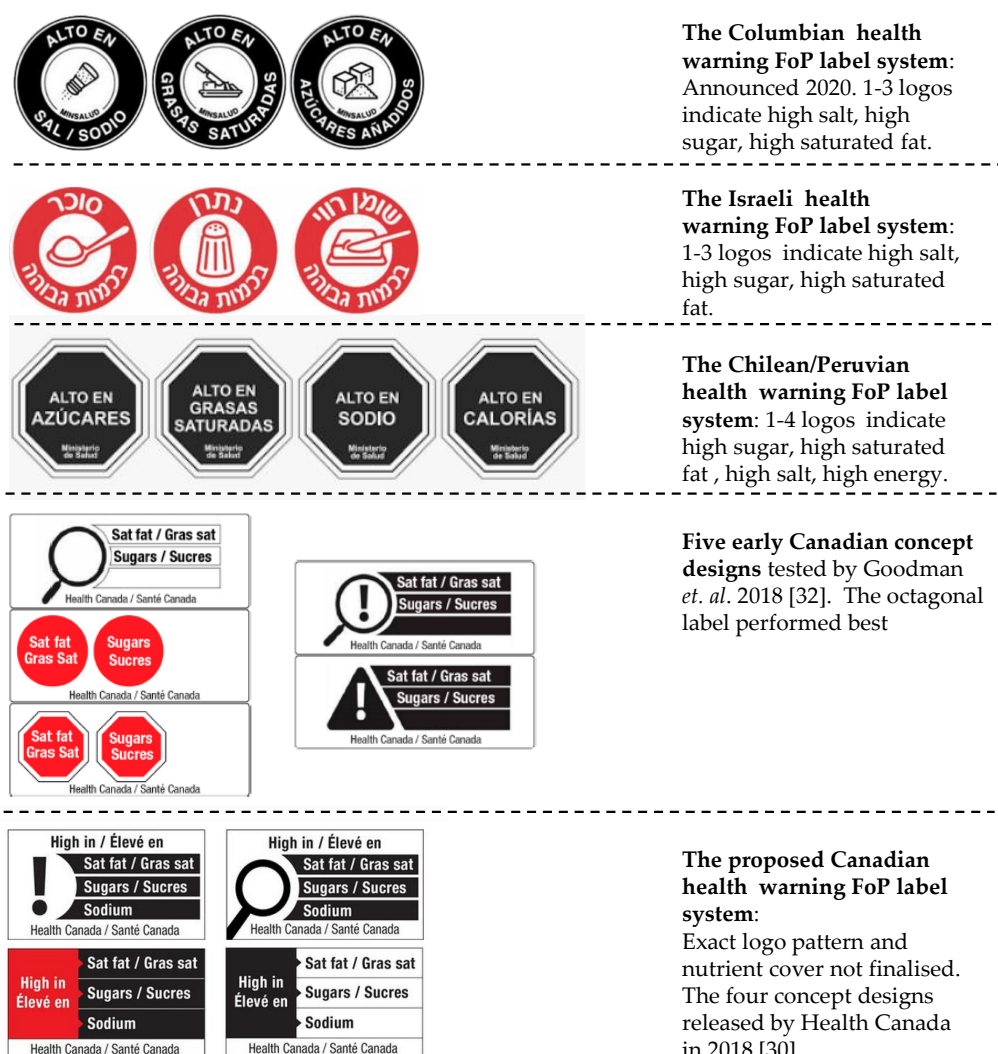 ALTO EN
MINSALUD
SAL / SODIO
ALTO EN
MINSALUD
GRASAS SATURADAS
ALTO EN
MINSALUD
AZÚCARES AÑADIDOS
The Columbian health
warning FoP label system:
Announced 2020. 1-3 logos
indicate high salt, high
sugar, high saturated fat.
סוכר
בכמות גבוהה
נתרן
בכמות גבוהה
שומן רווי
בכמות גבוהה
The Israeli health
warning FoP label system:
1-3 logos indicate high salt,
high sugar, high saturated
fat.
ALTO EN
AZÚCARES
Ministerio
de Salud
ALTO EN
GRASAS
SATURADAS
Ministerio
de Salud
ALTO EN
SODIO
Ministerio
de Salud
ALTO EN
CALORÍAS
Ministerio
de Salud
The Chilean/Peruvian
health warning FoP label
system: 1-4 logos indicate
high sugar, high saturated
fat , high salt, high energy.
Sat fat / Gras sat
Sugars / Sucres
Health Canada / Santé Canada
Sat fat
Gras Sat
Sugars
Sucres
Health Canada / Santé Canada
Sat fat
Gras Sat
Sugars
Sucres
Health Canada / Santé Canada
Sat fat / Gras sat
Sugars / Sucres
Health Canada / Santé Canada
Sat fat / Gras sat
Sugars / Sucres
Health Canada / Santé Canada
Five early Canadian concept
designs tested by Goodman
et. al. 2018 [32]. The octagonal
label performed best
High in / Élevé en
Sat fat / Gras sat
Sugars / Sucres
Sodium
Health Canada / Santé Canada
High in / Élevé en
Sat fat / Gras sat
Sugars / Sucres
Sodium
Health Canada / Santé Canada
High in
Élevé en
Sat fat / Gras sat
Sugars / Sucres
Sodium
Health Canada / Santé Canada
High in
Élevé en
Sat fat / Gras sat
Sugars / Sucres
Sodium
Health Canada / Santé Canada
The proposed Canadian
health warning FoP label
system:
Exact logo pattern and
nutrient cover not finalised.
The four concept designs
released by Health Canada
in 2018 [30]